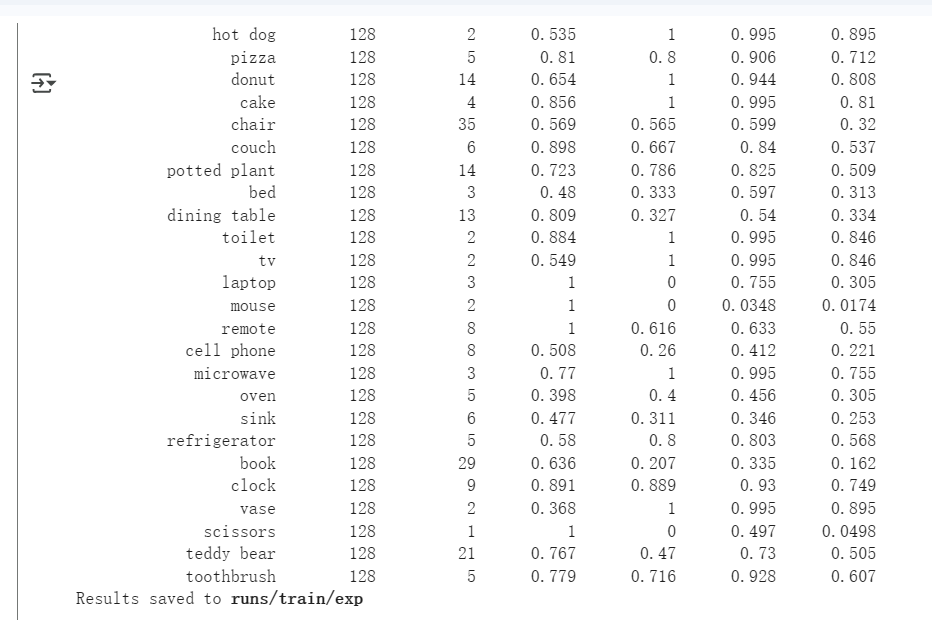 hot dog 128 2 0.535 1 0.995 0.895
pizza 128 5 0.81 0.8 0.906 0.712
donut 128 14 0.654 1 0.944 0.808
cake 128 4 0.856 1 0.995 0.81
chair 128 35 0.569 0.565 0.599 0.32
couch 128 6 0.898 0.667 0.84 0.537
potted plant 128 14 0.723 0.786 0.825 0.509
bed 128 3 0.48 0.333 0.597 0.313
dining table 128 13 0.809 0.327 0.54 0.334
toilet 128 2 0.884 1 0.995 0.846
tv 128 2 0.549 1 0.995 0.846
laptop 128 3 1 0 0.755 0.305
mouse 128 2 1 0 0.0348 0.0174
remote 128 8 1 0.616 0.633 0.55
cell phone 128 8 0.508 0.26 0.412 0.221
microwave 128 3 0.77 1 0.995 0.755
oven 128 5 0.398 0.4 0.456 0.305
sink 128 6 0.477 0.311 0.346 0.253
refrigerator 128 5 0.58 0.8 0.803 0.568
book 128 29 0.636 0.207 0.335 0.162
clock 128 9 0.891 0.889 0.93 0.749
vase 128 2 0.368 1 0.995 0.895
scissors 128 1 1 0 0.497 0.0498
teddy bear 128 21 0.767 0.47 0.73 0.505
toothbrush 128 5 0.779 0.716 0.928 0.607
Results saved to runs/train/exp